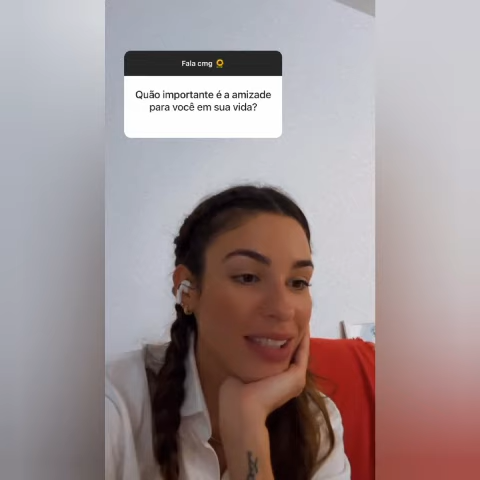 Fala cmg 🌻
Quão importante é a amizade
para você em sua vida?